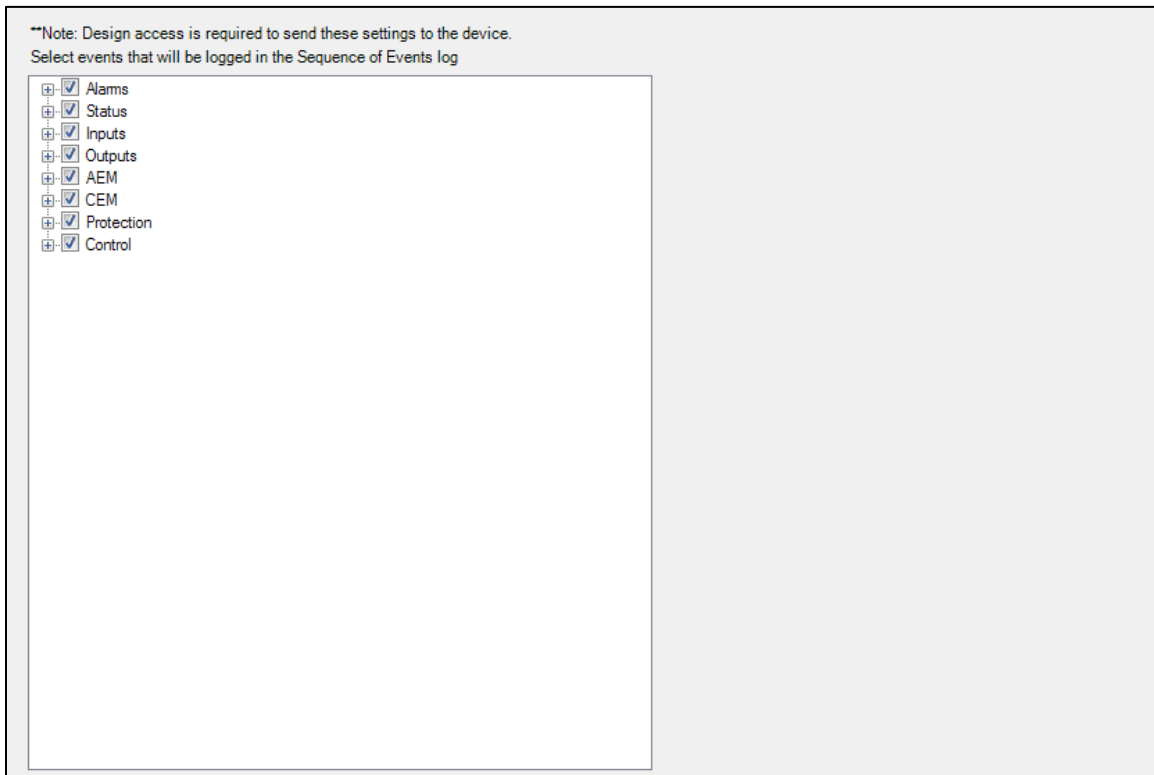 **Note: Design access is required to send these settings to the device.
Select events that will be logged in the Sequence of Events log
Alarms
Status
Inputs
Outputs
AEM
CEM
Protection
Control